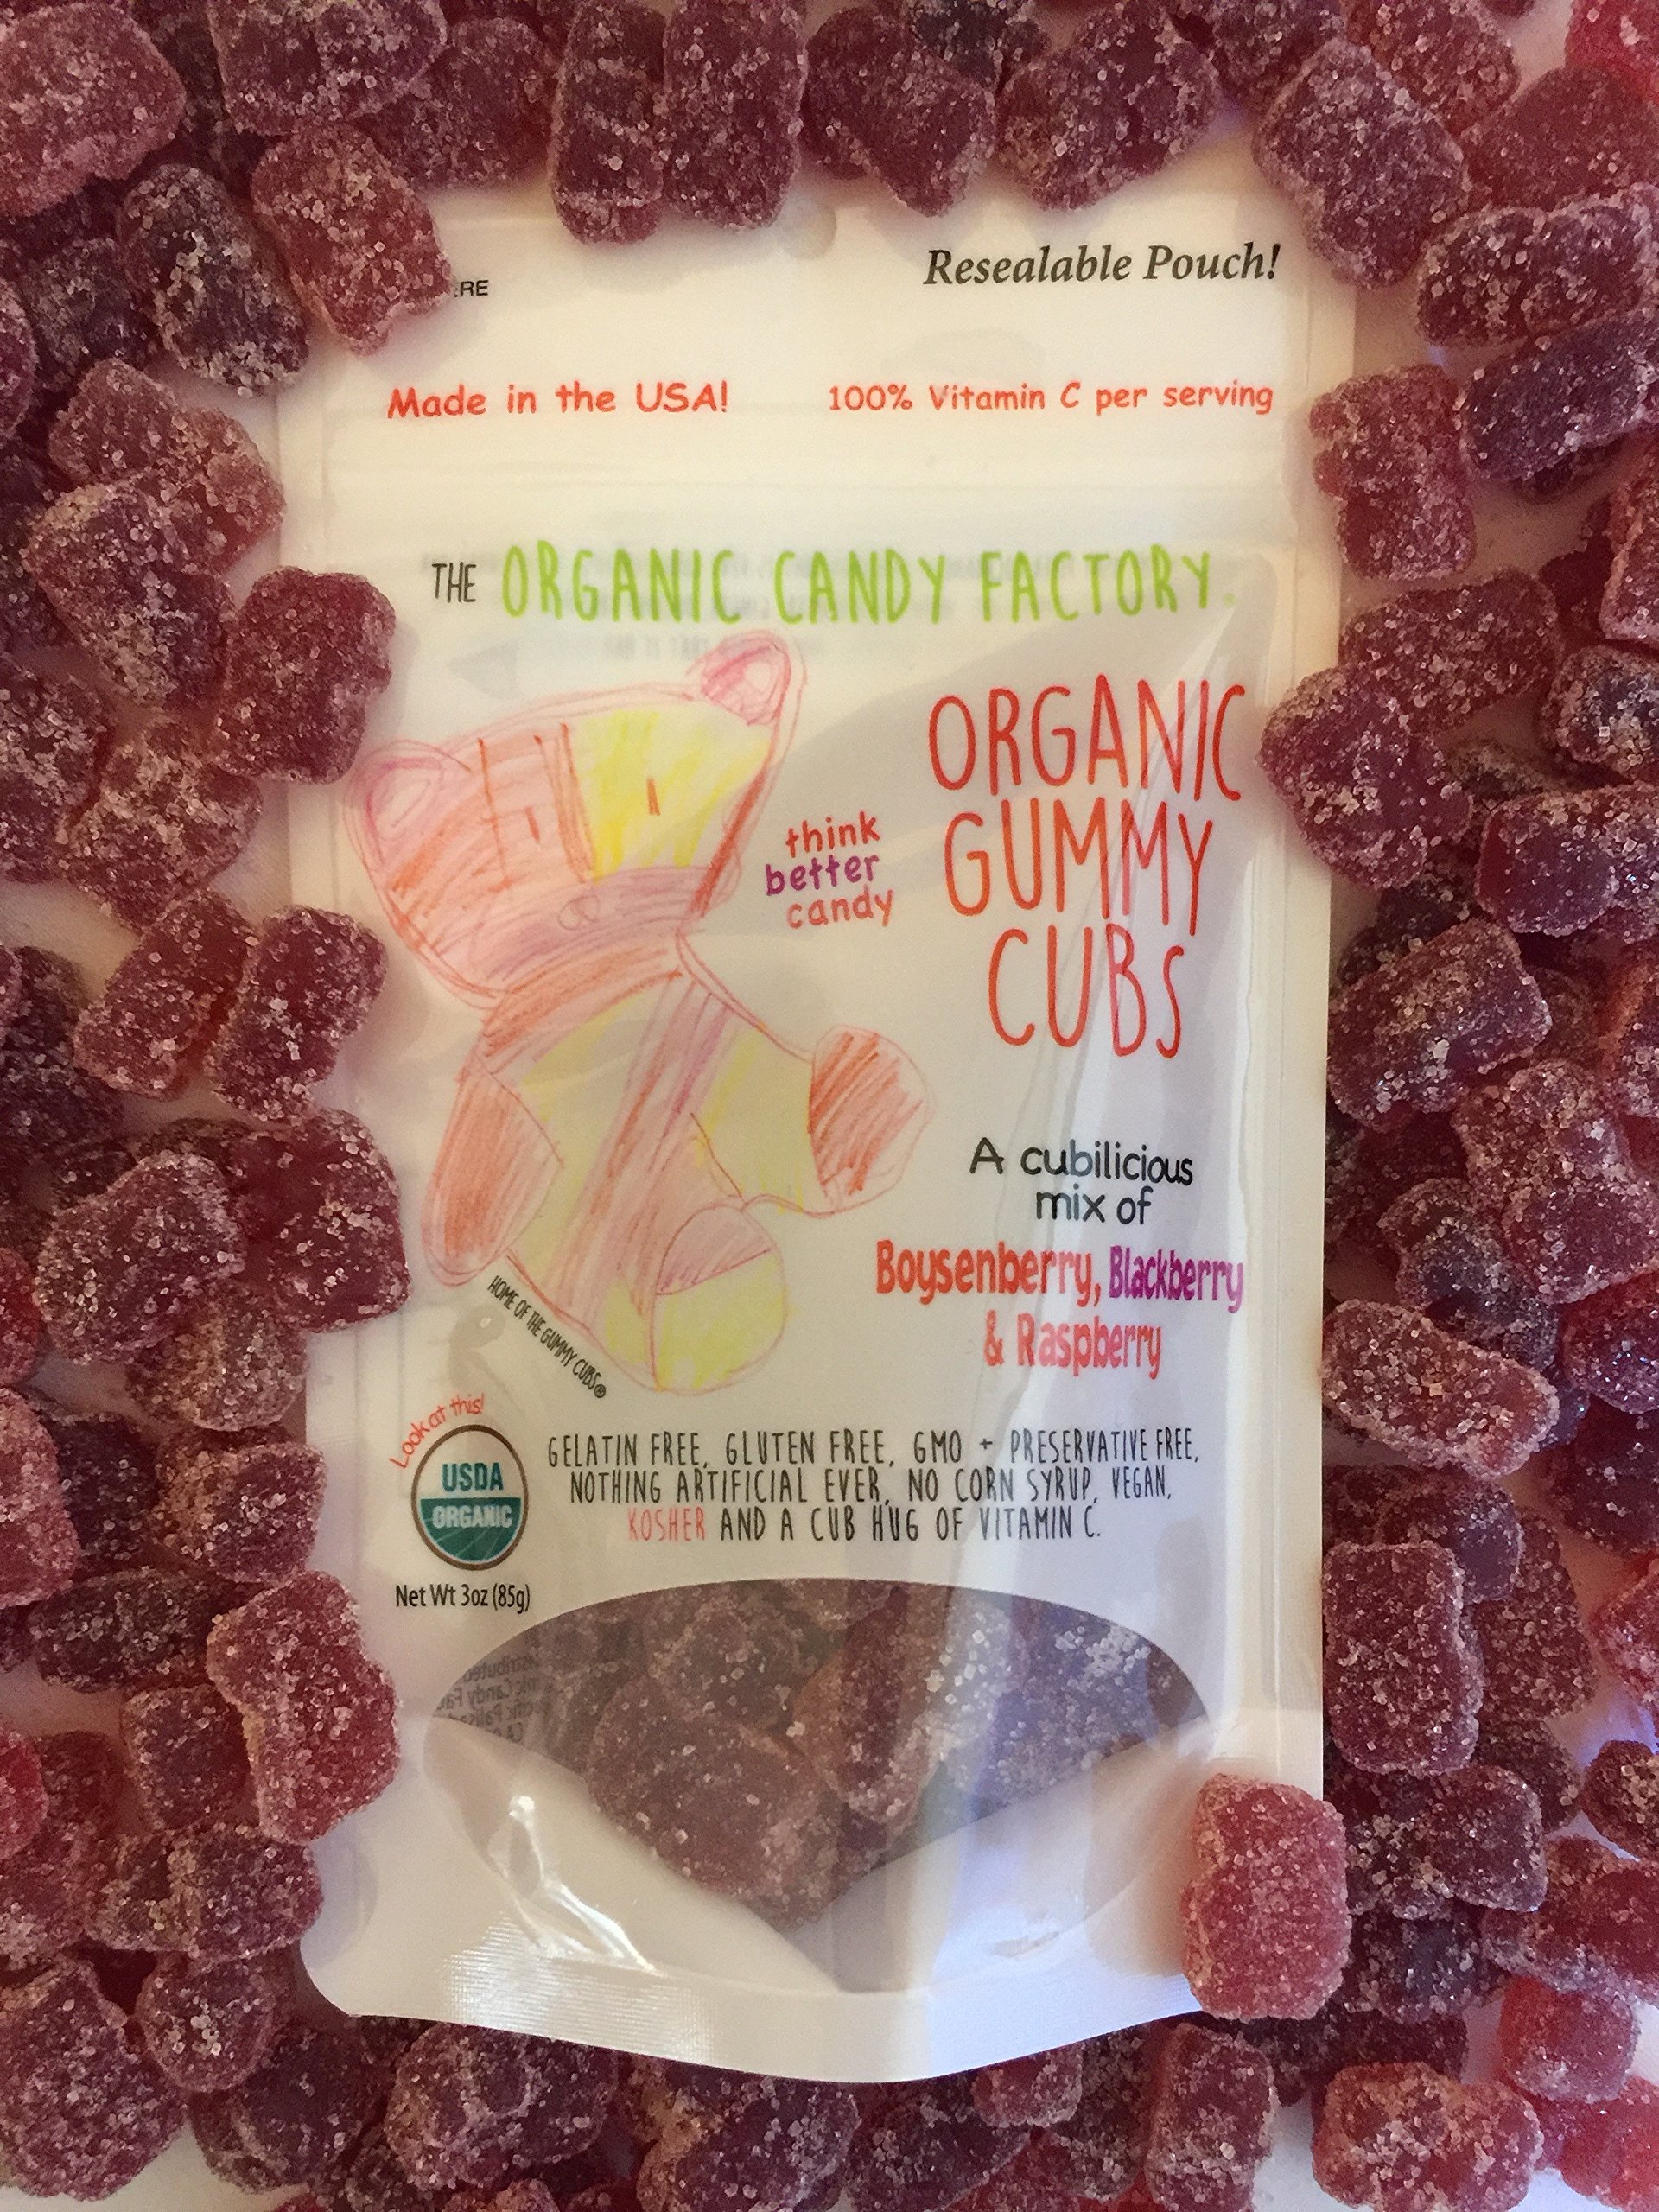 Resealable Pouch!
Made in the USA!
100% Vitamin C per serving
THE ORGANIC CANDY FACTORY
ORGANIC
GUMMY
CUBS
think
better
candy
A cubilicious
mix of
Boysenberry, Blackberry
& Raspberry
HOME OF THE GUMMY CUBS®
Look at this!
USDA
ORGANIC
GELATIN FREE, GLUTEN FREE, GMO + PRESERVATIVE FREE,
NOTHING ARTIFICIAL EVER, NO CORN SYRUP, VEGAN,
KOSHER AND A CUB HUG OF VITAMIN C.
Net Wt 3oz (85g)